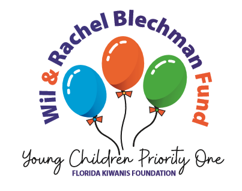 Wil & Rachel Blechman Fund
Young Children Priority One
FLORIDA KIWANIS FOUNDATION